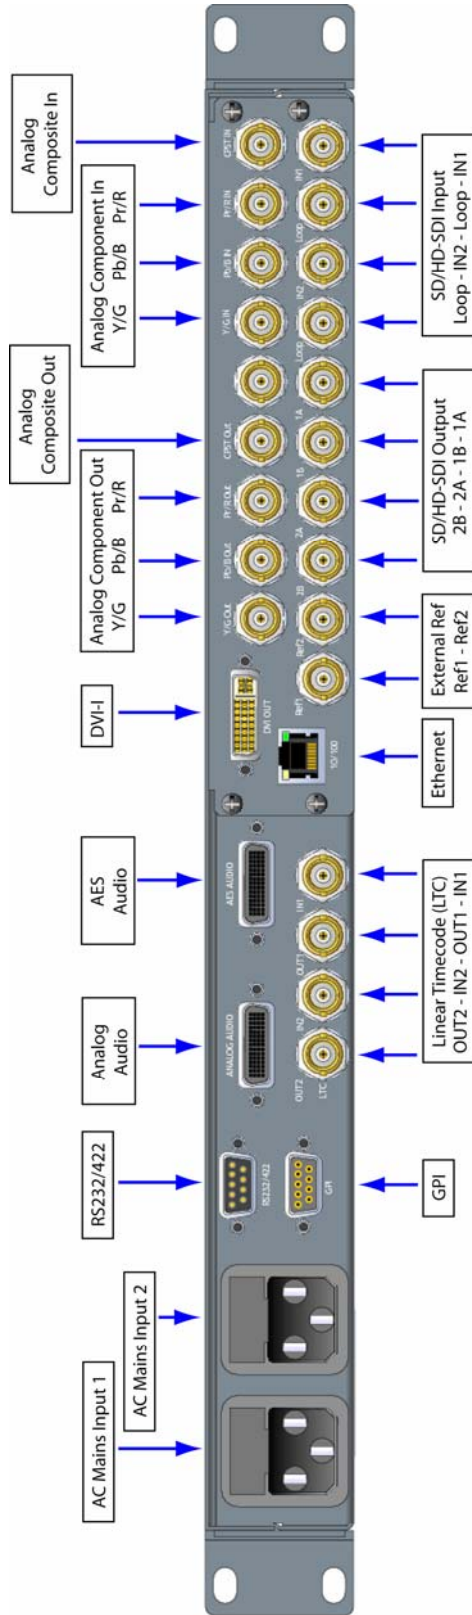 AC Mains Input 1
AC Mains Input 2
RS232/422
Analog
Audio
AES
Audio
DVI-I
Analog Component Out
Y/G Pb/B Pr/R
Analog
Composite Out
Analog Component In
Y/G Pb/B Pr/R
Analog
Composite In
RS232/422
ANALOG AUDIO
AES AUDIO
DVI OUT
Y/G Out
Pb/B Out
Pr/R Out
CPST Out
Y/G IN
Pb/B IN
Pr/R IN
CPST IN
GPI
OUT2
LTC
IN2
OUT1
IN1
10/100
Ref1
Ref2
2B
2A
1B
1A
Loop
IN2
Loop
IN1
GPI
Linear Timecode (LTC)
OUT2 - IN2 - OUT1 - IN1
Ethernet
External Ref
Ref1 - Ref2
SD/HD-SDI Output
2B - 2A - 1B - 1A
SD/HD-SDI Input
Loop - IN2 - Loop - IN1